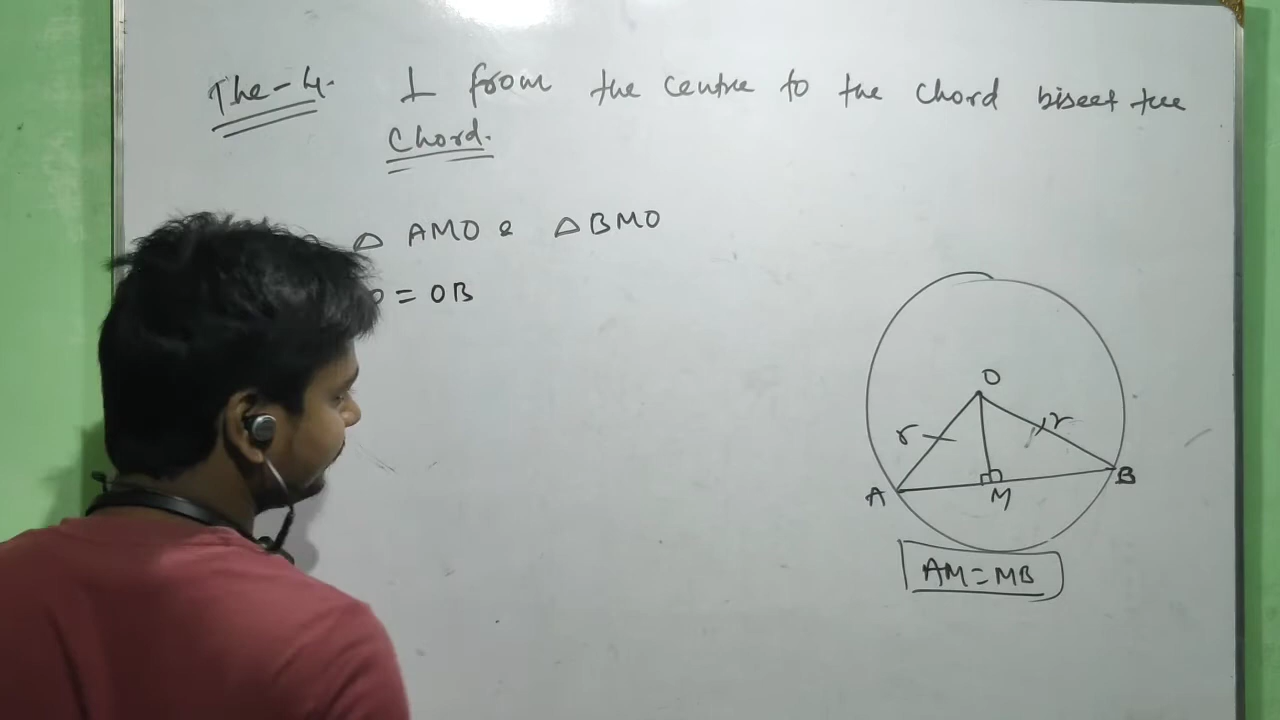 The-4. ⊥ from the centre to the chord bisect the
Chord.
△ AMO & △BMO
O = OB
O
r
r
A
M
B
AM=MB